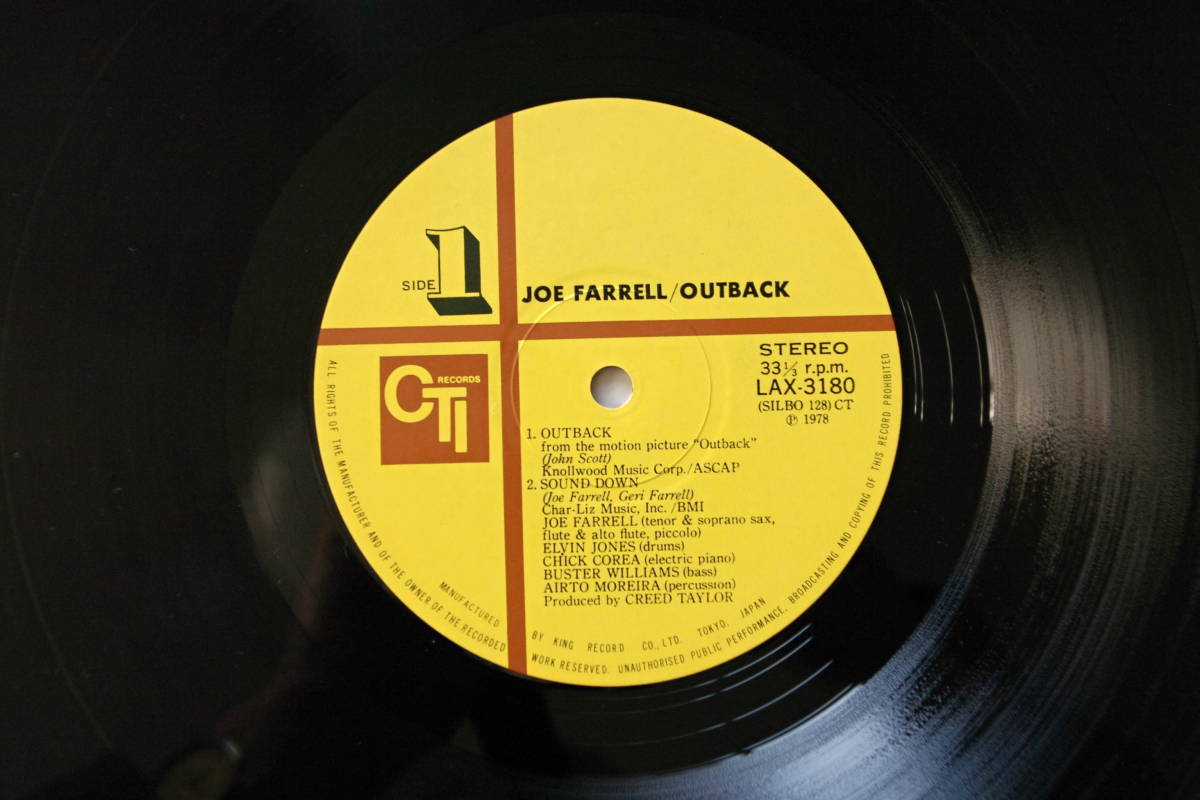 SIDE 1
JOE FARRELL/OUTBACK
CTI RECORDS
STEREO
33 1/3 r.p.m.
LAX-3180
(SILBO 128) CT
Ⓟ 1978
1. OUTBACK
from the motion picture "Outback"
(John Scott)
Knollwood Music Corp./ASCAP
2. SOUND DOWN
(Joe Farrell, Geri Farrell)
Char-Liz Music, Inc. /BMI
JOE FARRELL (tenor & soprano sax,
flute & alto flute, piccolo)
ELVIN JONES (drums)
CHICK COREA (electric piano)
BUSTER WILLIAMS (bass)
AIRTO MOREIRA (percussion)
Produced by CREED TAYLOR
MANUFACTURED BY KING RECORD CO., LTD. TOKYO, JAPAN
ALL RIGHTS OF THE MANUFACTURER AND OF THE OWNER OF THE RECORDED WORK RESERVED. UNAUTHORISED PUBLIC PERFORMANCE, BROADCASTING AND COPYING OF THIS RECORD PROHIBITED